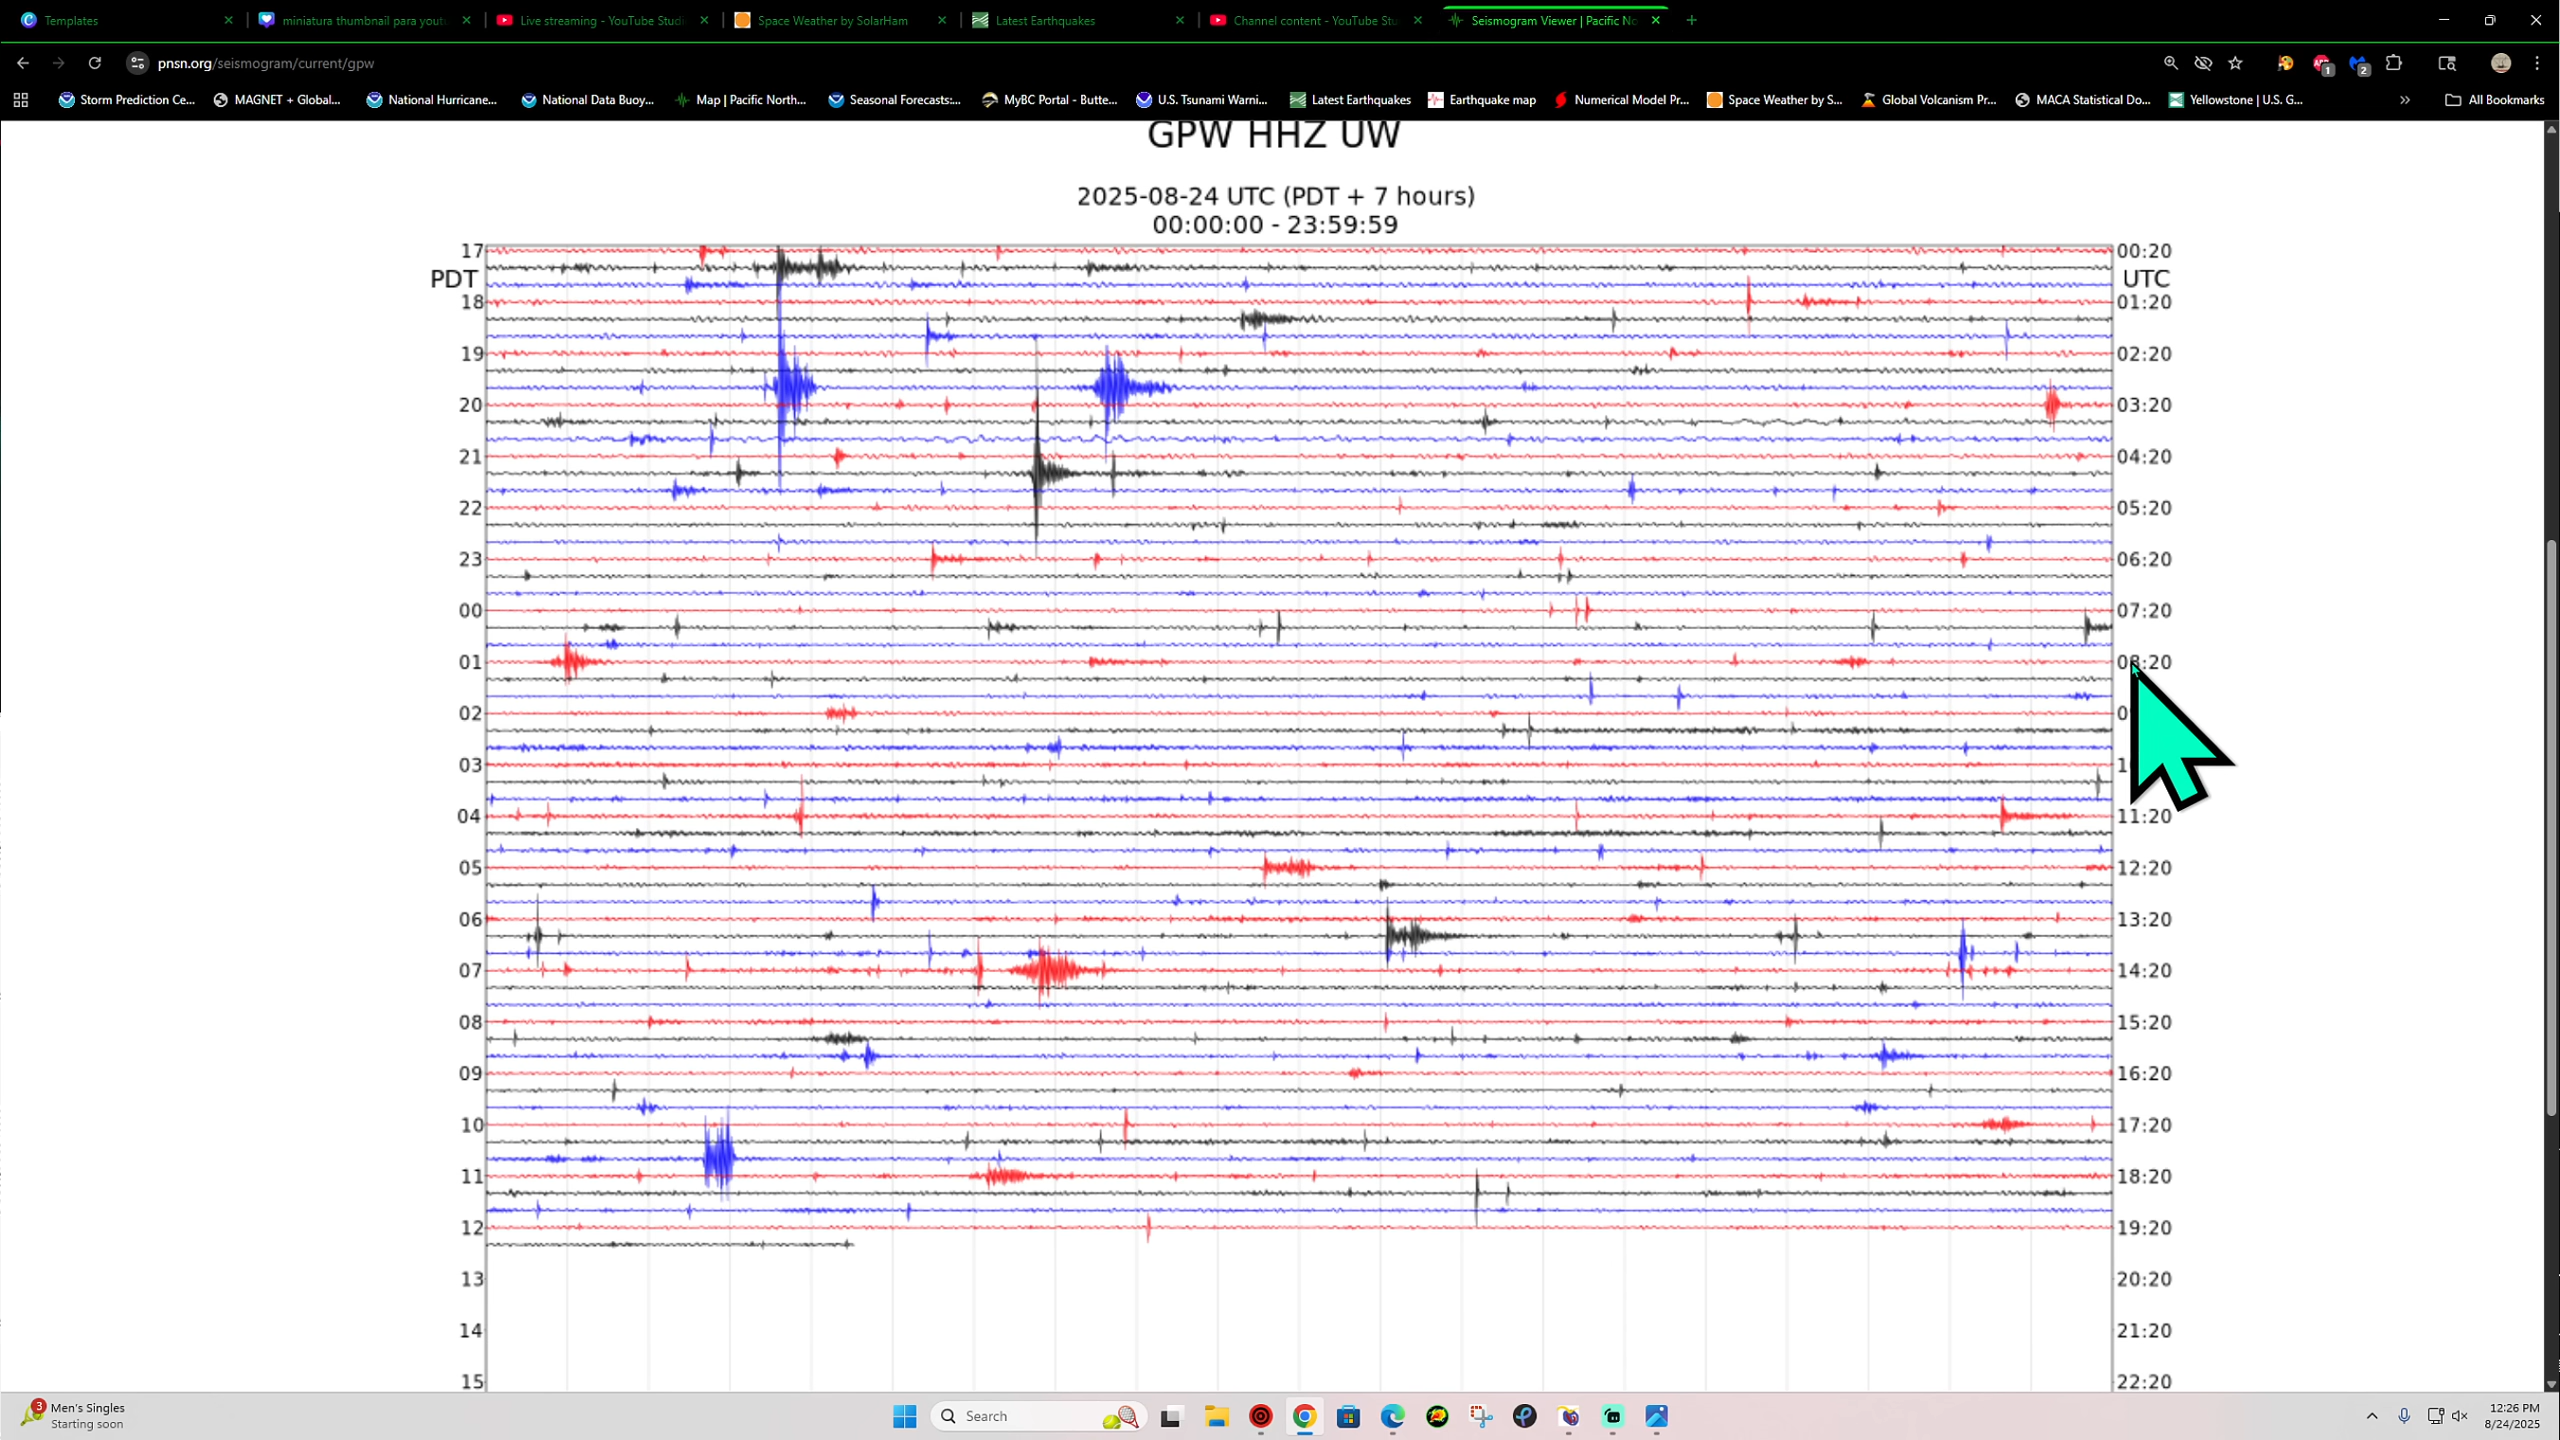 Templates
miniatura thumbnail para yout
Live streaming - YouTube Studi
Space Weather by SolarHam
Latest Earthquakes
Channel content - YouTube Stu
Seismogram Viewer | Pacific No
pnsn.org/seismogram/current/gpw
1
2
Storm Prediction Ce...
MAGNET + Global...
National Hurricane...
National Data Buoy...
Map | Pacific North...
Seasonal Forecasts:...
MyBC Portal - Butte...
U.S. Tsunami Warni...
Latest Earthquakes
Earthquake map
Numerical Model Pr...
Space Weather by S...
Global Volcanism Pr...
MACA Statistical Do...
Yellowstone | U.S. G...
All Bookmarks
GPW HHZ UW
2025-08-24 UTC (PDT + 7 hours)
00:00:00 - 23:59:59
17 00:20
PDT UTC
18 01:20
19 02:20
20 03:20
21 04:20
22 05:20
23 06:20
00 07:20
01 08:20
02 0
03 1
04 11:20
05 12:20
06 13:20
07 14:20
08 15:20
09 16:20
10 17:20
11 18:20
12 19:20
13 20:20
14 21:20
15 22:20
3
Men's Singles
Starting soon
Search
12:26 PM
8/24/2025